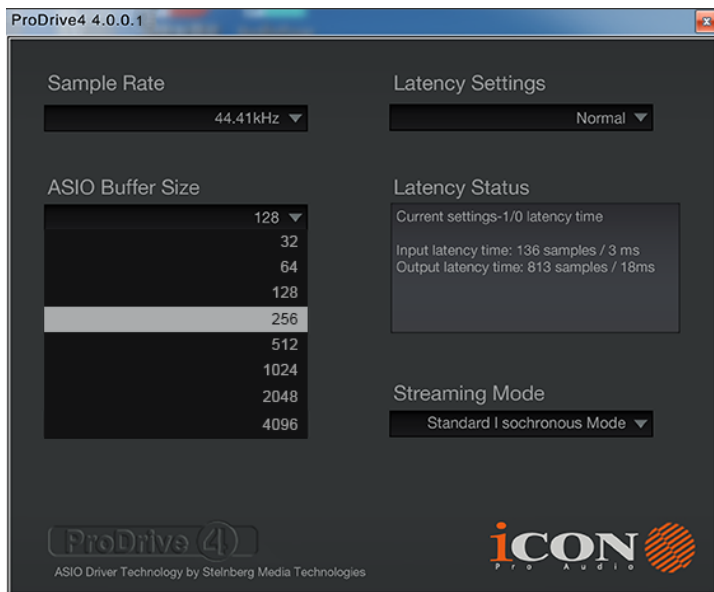 ProDrive4 4.0.0.1
Sample Rate
44.41kHz
Latency Settings
Normal
ASIO Buffer Size
128
32
64
128
256
512
1024
2048
4096
Latency Status
Current settings-1/0 latency time
Input latency time: 136 samples / 3 ms
Output latency time: 813 samples / 18ms
Streaming Mode
Standard I sochronous Mode
ProDrive 4
ASIO Driver Technology by Steinberg Media Technologies
iCON
Pro Audio